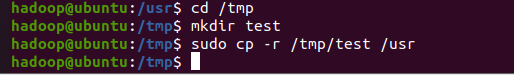 hadoop@ubuntu:/usr$ cd /tmp
hadoop@ubuntu:/tmp$ mkdir test
hadoop@ubuntu:/tmp$ sudo cp -r /tmp/test /usr
hadoop@ubuntu:/tmp$